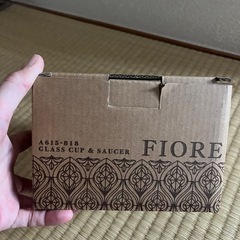 A615-818
GLASS CUP & SAUCER
FIORE